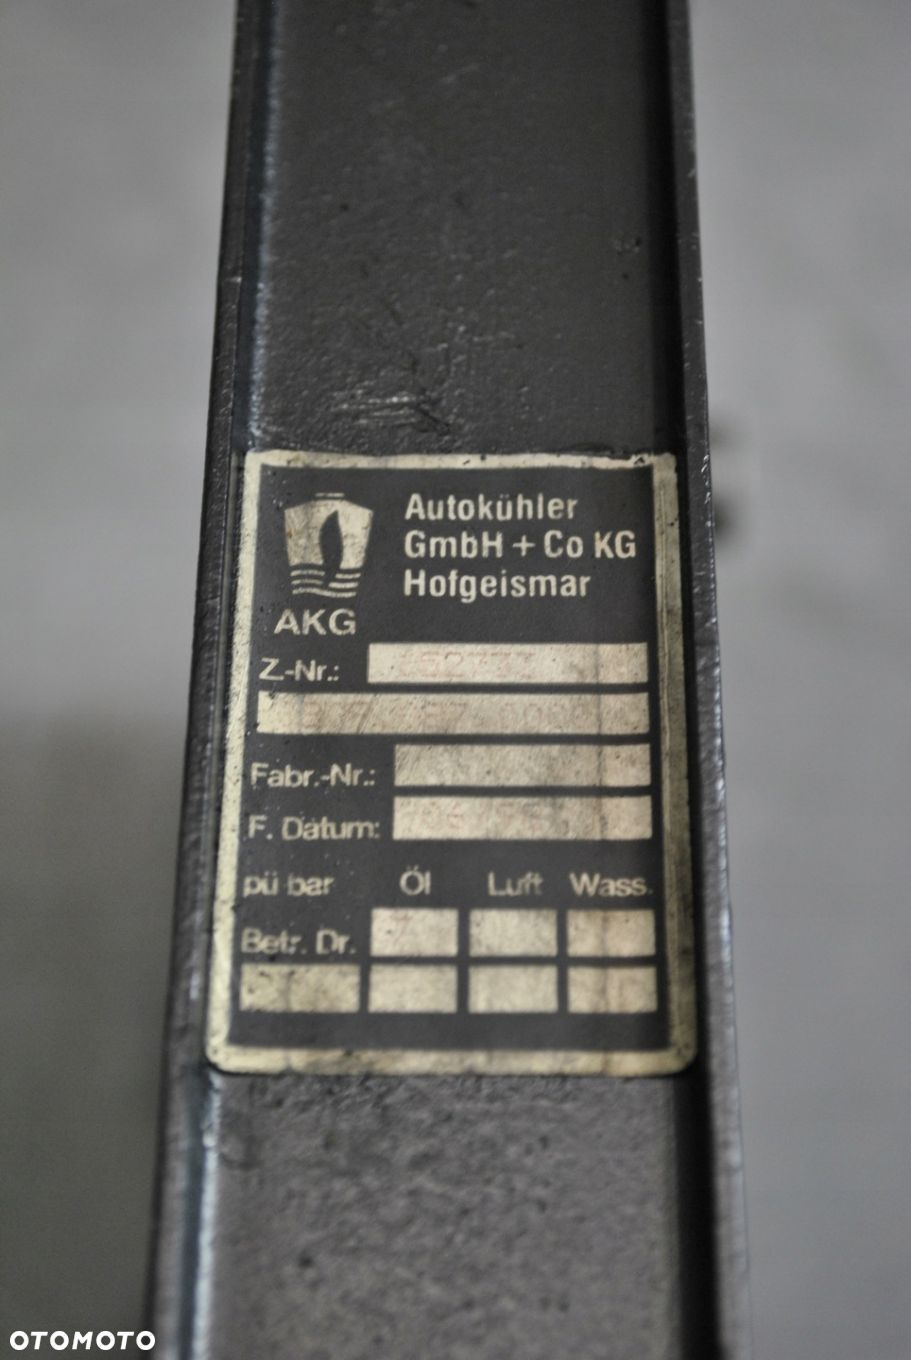 Autokühler
GmbH + Co KG
Hofgeismar
AKG
Z.-Nr.:
Fabr.-Nr.:
F. Datum:
pü bar Öl Luft Wass.
Betr. Dr.
OTOMOTO